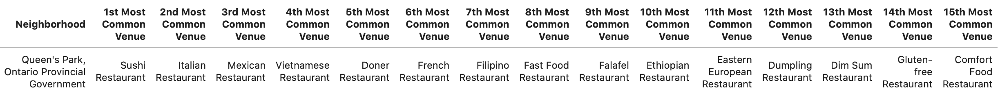 Neighborhood
1st Most
Common
Venue
2nd Most
Common
Venue
3rd Most
Common
Venue
4th Most
Common
Venue
5th Most
Common
Venue
6th Most
Common
Venue
7th Most
Common
Venue
8th Most
Common
Venue
9th Most
Common
Venue
10th Most
Common
Venue
11th Most
Common
Venue
12th Most
Common
Venue
13th Most
Common
Venue
14th Most
Common
Venue
15th Most
Common
Venue
Queen's Park,
Ontario Provincial
Government
Sushi
Restaurant
Italian
Restaurant
Mexican
Restaurant
Vietnamese
Restaurant
Doner
Restaurant
French
Restaurant
Filipino
Restaurant
Fast Food
Restaurant
Falafel
Restaurant
Ethiopian
Restaurant
Eastern
European
Restaurant
Dumpling
Restaurant
Dim Sum
Restaurant
Gluten-
free
Restaurant
Comfort
Food
Restaurant